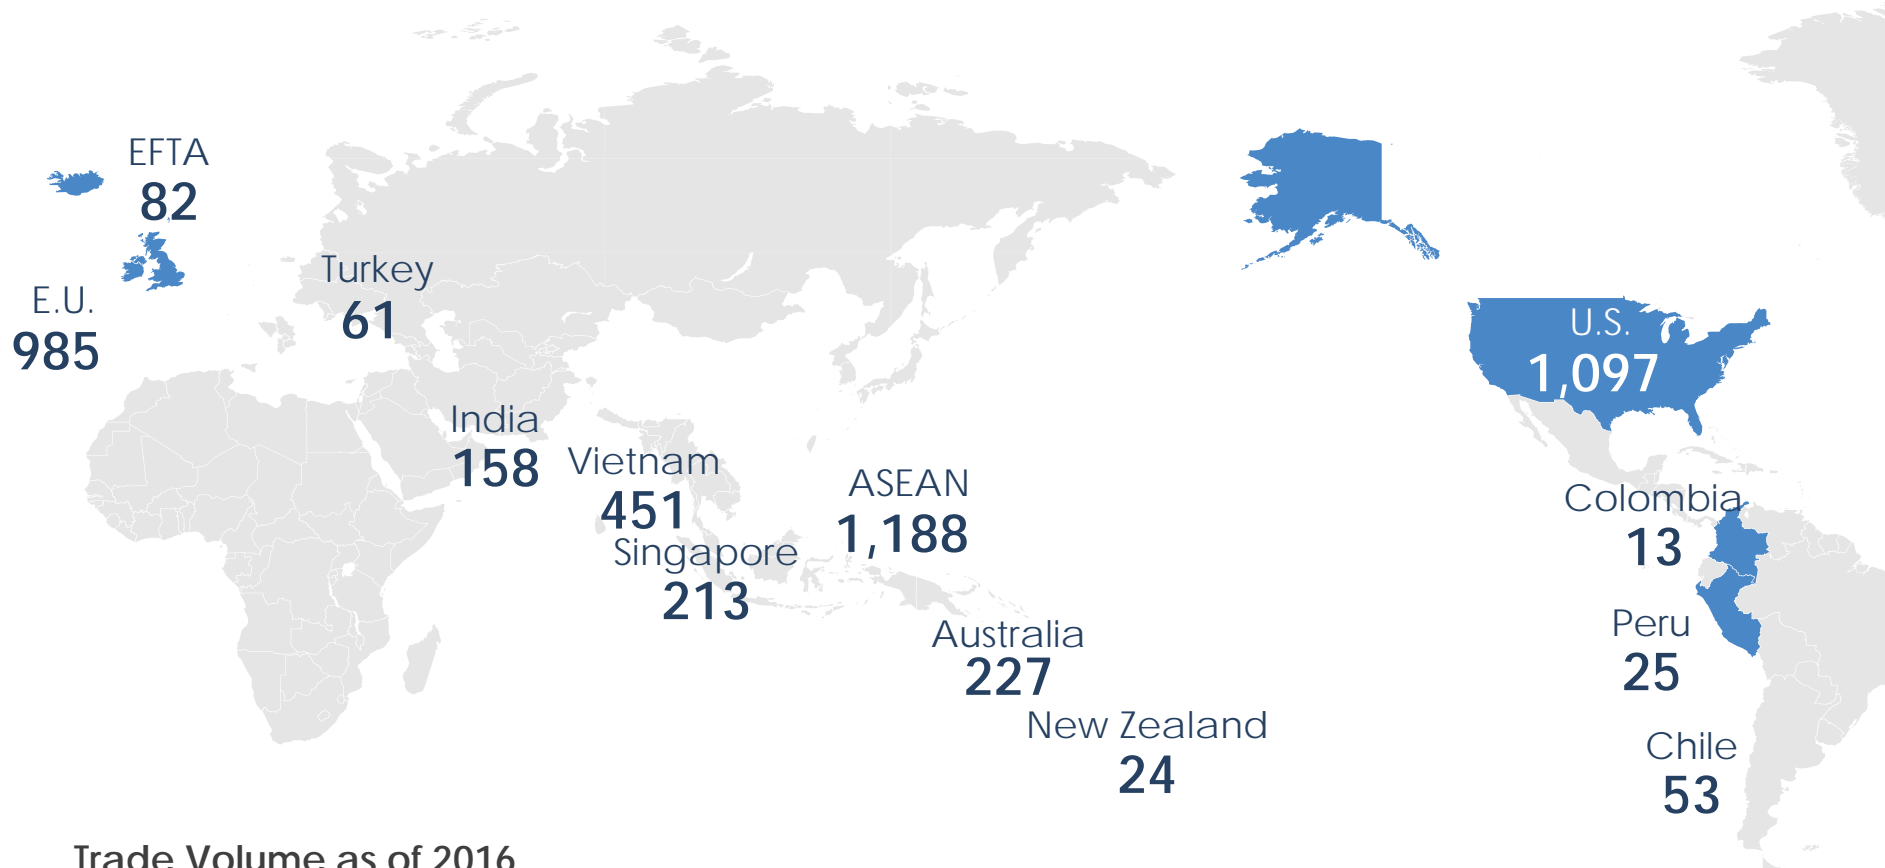 EFTA
82
E.U.
985
Turkey
61
India
158
Vietnam
451
Singapore
213
ASEAN
1,188
Australia
227
New Zealand
24
U.S.
1,097
Colombia
13
Peru
25
Chile
53
Trade Volume as of 2016